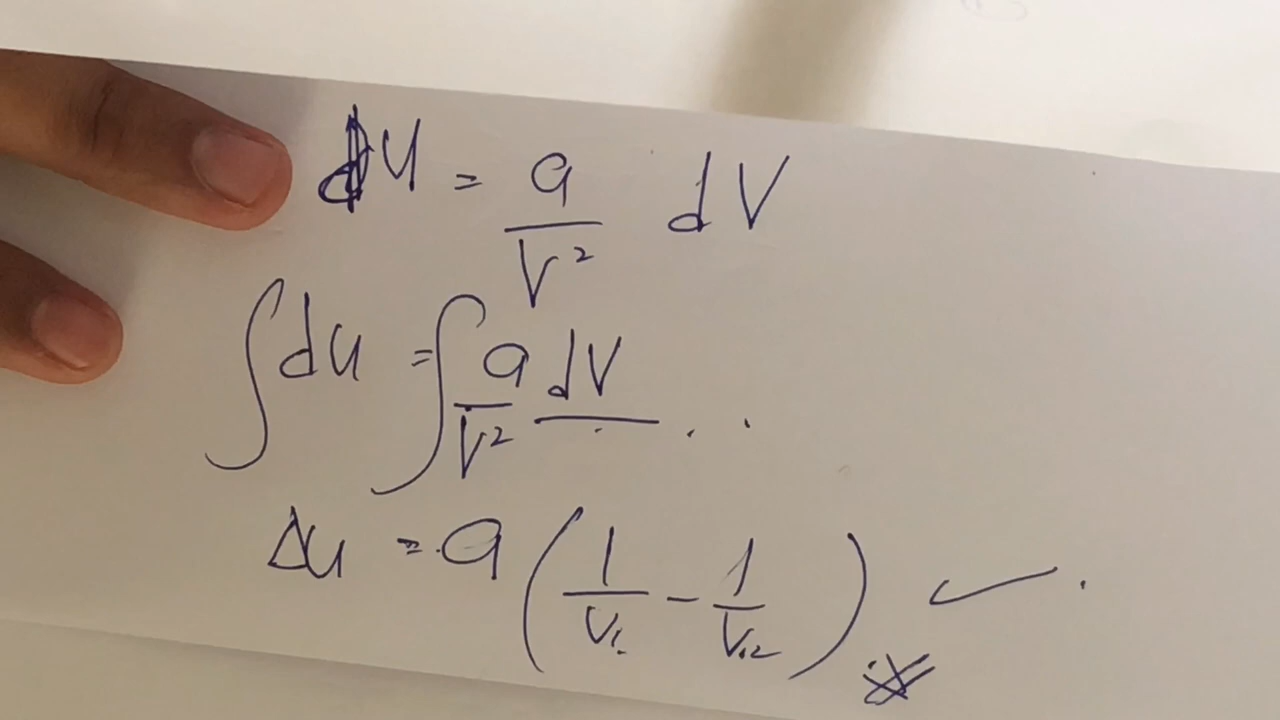 dU = a/V² dV
∫du = ∫a/V² dV ..
Δu = a(1/V₁ - 1/V₂) ✓.